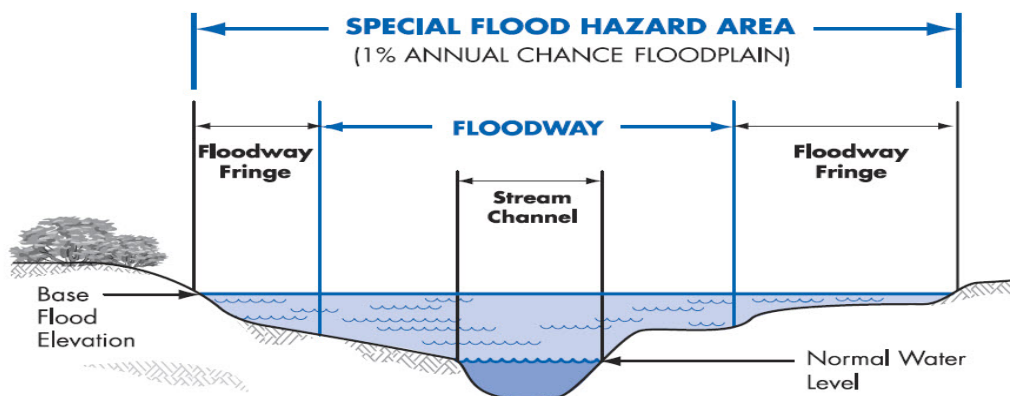 SPECIAL FLOOD HAZARD AREA
(1% ANNUAL CHANCE FLOODPLAIN)
FLOODWAY
Floodway
Fringe
Stream
Channel
Floodway
Fringe
Base
Flood
Elevation
Normal Water
Level